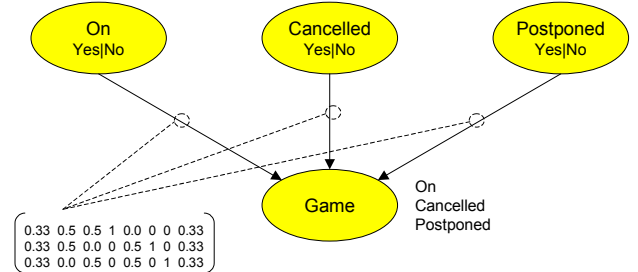 On
Yes|No
Cancelled
Yes|No
Postponed
Yes|No
Game
On
Cancelled
Postponed
0.33 0.5 0.5 1 0.0 0 0 0.33
0.33 0.5 0.0 0 0.5 1 0 0.33
0.33 0.0 0.5 0 0.5 0 1 0.33